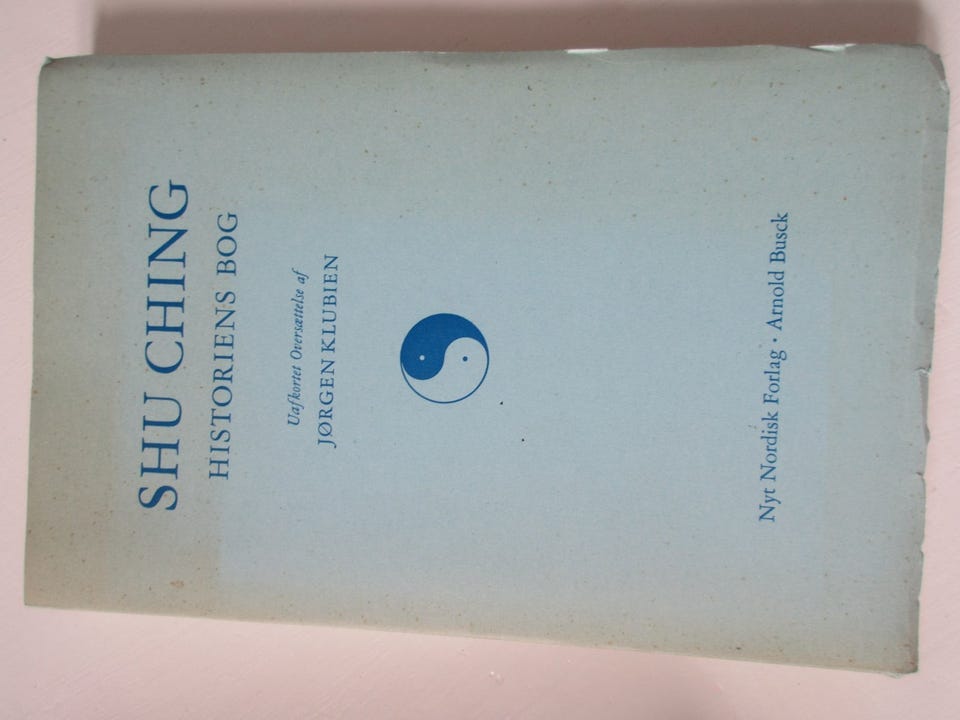 SHU CHING
HISTORIENS BOG
Uafkortet Oversættelse af
JØRGEN KLUBIEN
Nyt Nordisk Forlag · Arnold Busck